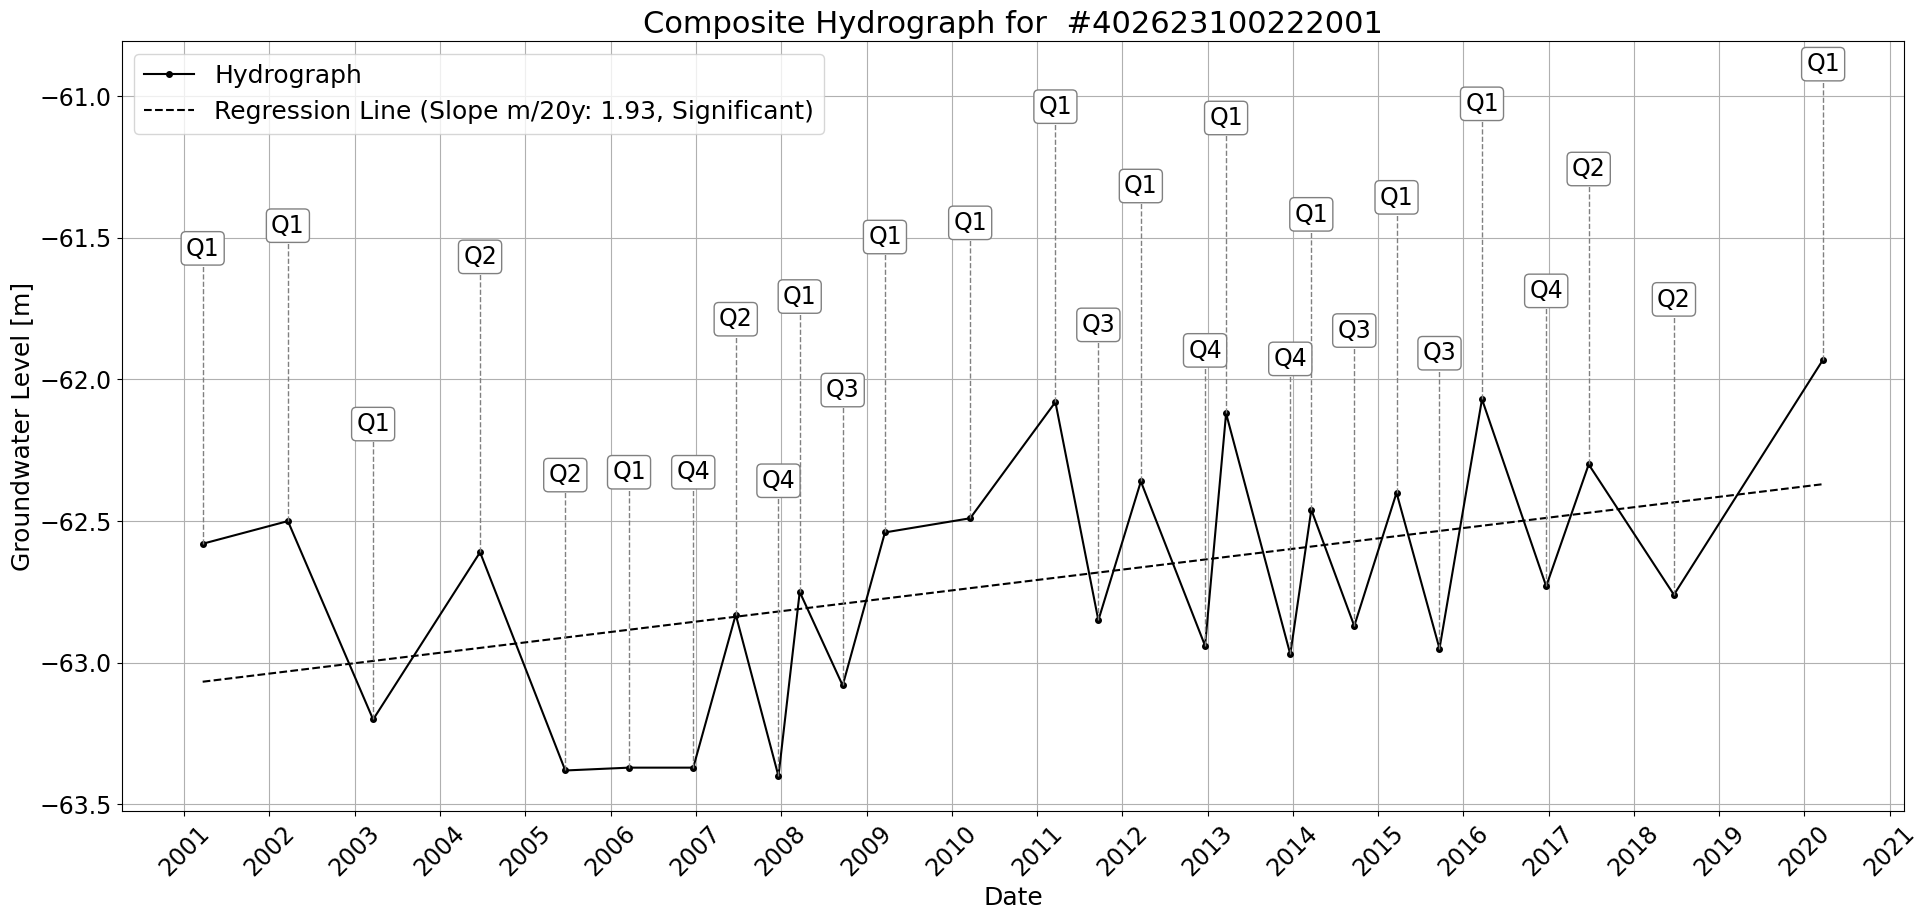 Composite Hydrograph for  #402623100222001
Hydrograph
Regression Line (Slope m/20y: 1.93, Significant)
Groundwater Level [m]
−61.0
−61.5
−62.0
−62.5
−63.0
−63.5
Q1
Q1
Q1
Q2
Q2
Q1
Q4
Q2
Q4
Q1
Q3
Q1
Q1
Q1
Q3
Q1
Q4
Q1
Q4
Q1
Q3
Q1
Q3
Q1
Q4
Q2
Q2
Q1
2001
2002
2003
2004
2005
2006
2007
2008
2009
2010
2011
2012
2013
2014
2015
2016
2017
2018
2019
2020
2021
Date